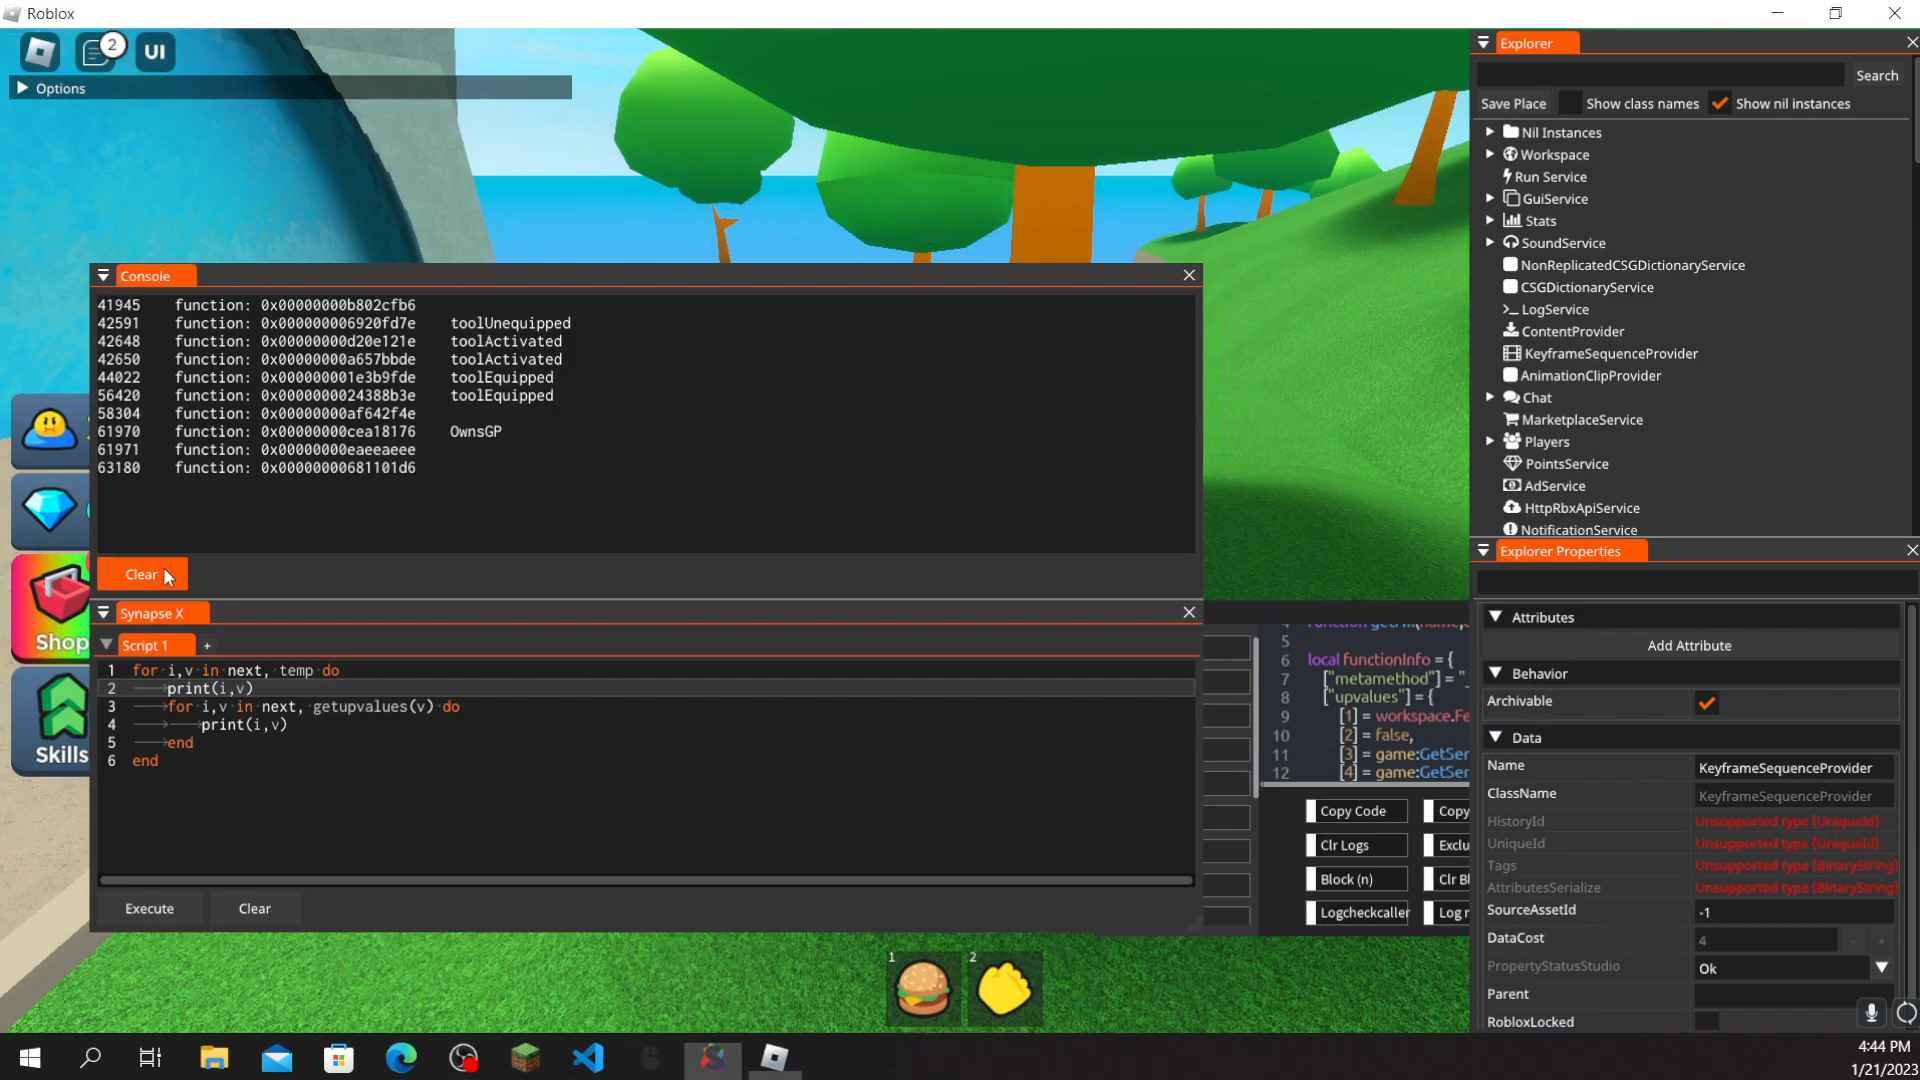 Roblox
2
UI
Options
Console
41945 function: 0x00000000b802cfb6
42591 function: 0x000000006920fd7e toolUnequipped
42648 function: 0x00000000d20e121e toolActivated
42650 function: 0x00000000a657bbde toolActivated
44022 function: 0x000000001e3b9fde toolEquipped
56420 function: 0x0000000024388b3e toolEquipped
58304 function: 0x00000000af642f4e
61970 function: 0x00000000cea18176 OwnsGP
61971 function: 0x00000000eaeeaeee
63180 function: 0x00000000681101d6
Clear
Shop
Skills
Synapse X
Script 1 +
1 for i,v in next, temp do
2 print(i,v)
3 for i,v in next, getupvalues(v) do
4 print(i,v)
5 end
6 end
Execute Clear
5
6 local functionInfo = {
7 ["metamethod"] = "_
8 ["upvalues"] = {
9 [1] = workspace.Fe
10 [2] = false,
11 [3] = game:GetSer
12 [4] = game:GetSer
Copy Code Copy
Clr Logs Exclu
Block (n) Clr Bl
Logcheckcaller Log r
1 2
Explorer
Search
Save Place Show class names Show nil instances
Nil Instances
Workspace
Run Service
GuiService
Stats
SoundService
NonReplicatedCSGDictionaryService
CSGDictionaryService
LogService
ContentProvider
KeyframeSequenceProvider
AnimationClipProvider
Chat
MarketplaceService
Players
PointsService
AdService
HttpRbxApiService
NotificationService
Explorer Properties
Attributes
Add Attribute
Behavior
Archivable
Data
Name KeyframeSequenceProvider
ClassName KeyframeSequenceProvider
HistoryId Unsupported type (UniqueId)
UniqueId Unsupported type (UniqueId)
Tags Unsupported type (BinaryString)
AttributesSerialize Unsupported type (BinaryString)
SourceAssetId -1
DataCost 4 - +
PropertyStatusStudio Ok
Parent
RobloxLocked
4:44 PM
1/21/2023